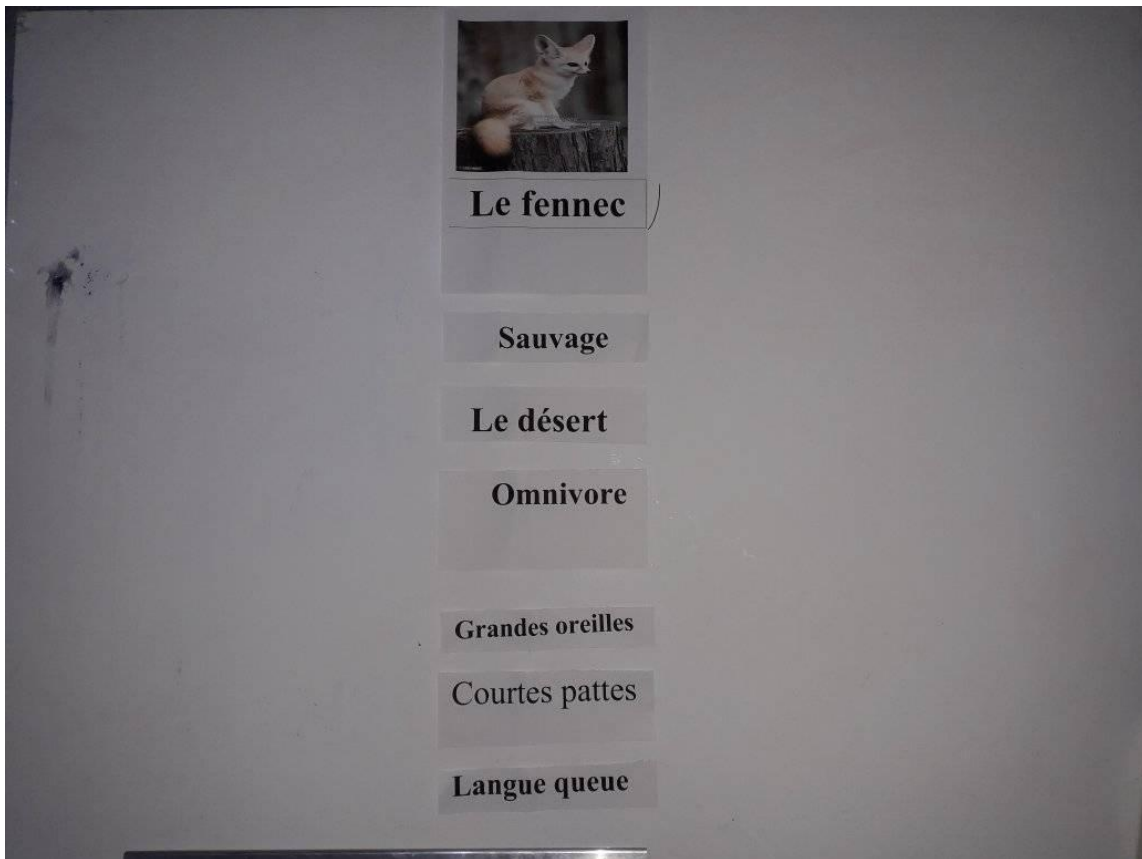 Le fennec
Sauvage
Le désert
Omnivore
Grandes oreilles
Courtes pattes
Langue queue